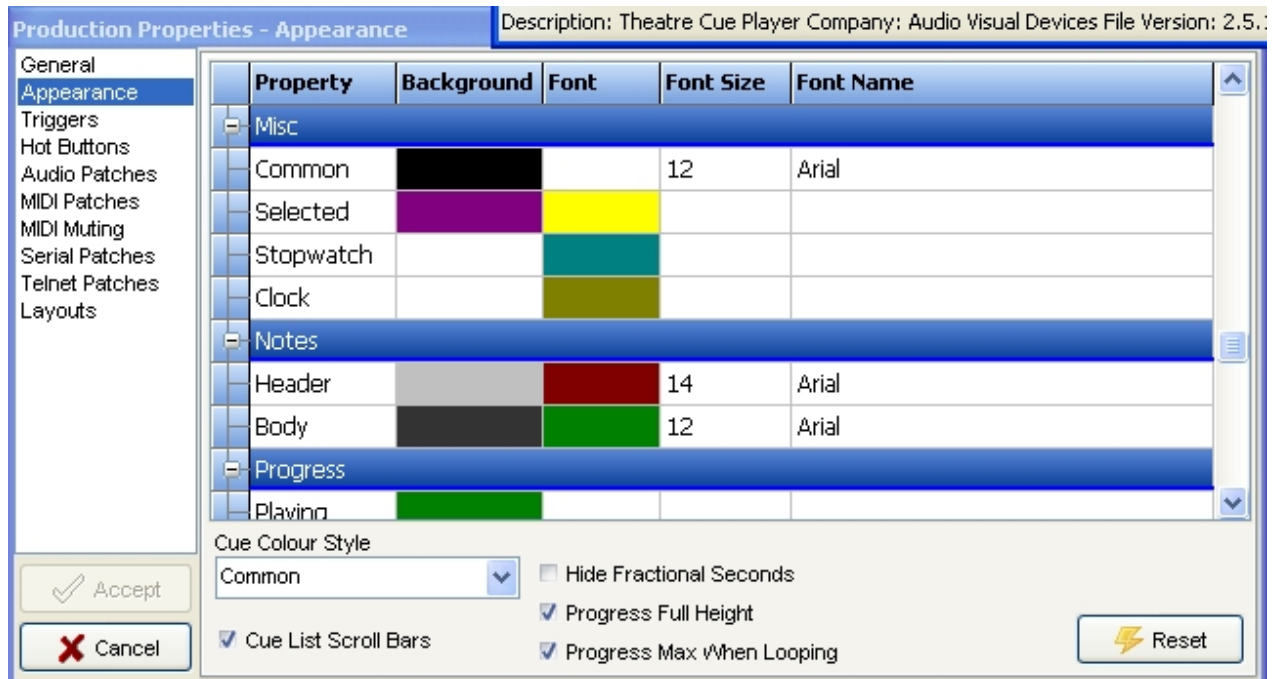 Production Properties - Appearance
Description: Theatre Cue Player Company: Audio Visual Devices File Version: 2.5.
General
Appearance
Triggers
Hot Buttons
Audio Patches
MIDI Patches
MIDI Muting
Serial Patches
Telnet Patches
Layouts
Property Background Font Font Size Font Name
Misc
Common 12 Arial
Selected
Stopwatch
Clock
Notes
Header 14 Arial
Body 12 Arial
Progress
Playing
Cue Colour Style
Common
Hide Fractional Seconds
Progress Full Height
Cue List Scroll Bars
Progress Max When Looping
Accept
Cancel
Reset